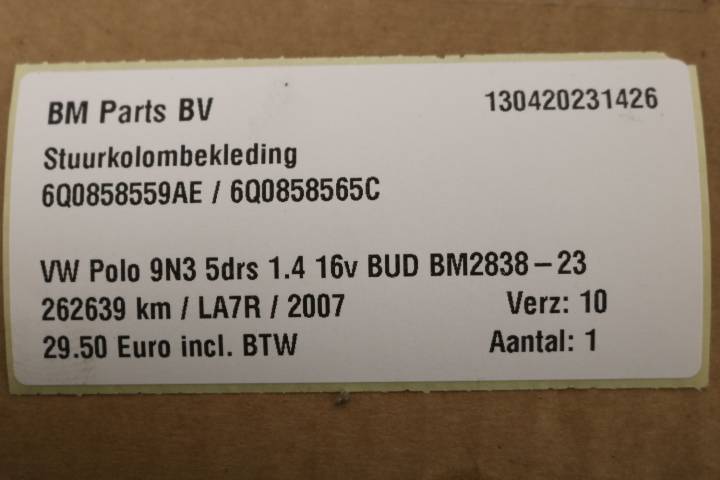 BM Parts BV 130420231426
Stuurkolombekleding
6Q0858559AE / 6Q0858565C
VW Polo 9N3 5drs 1.4 16v BUD BM2838-23
262639 km / LA7R / 2007 Verz: 10
29.50 Euro incl. BTW Aantal: 1